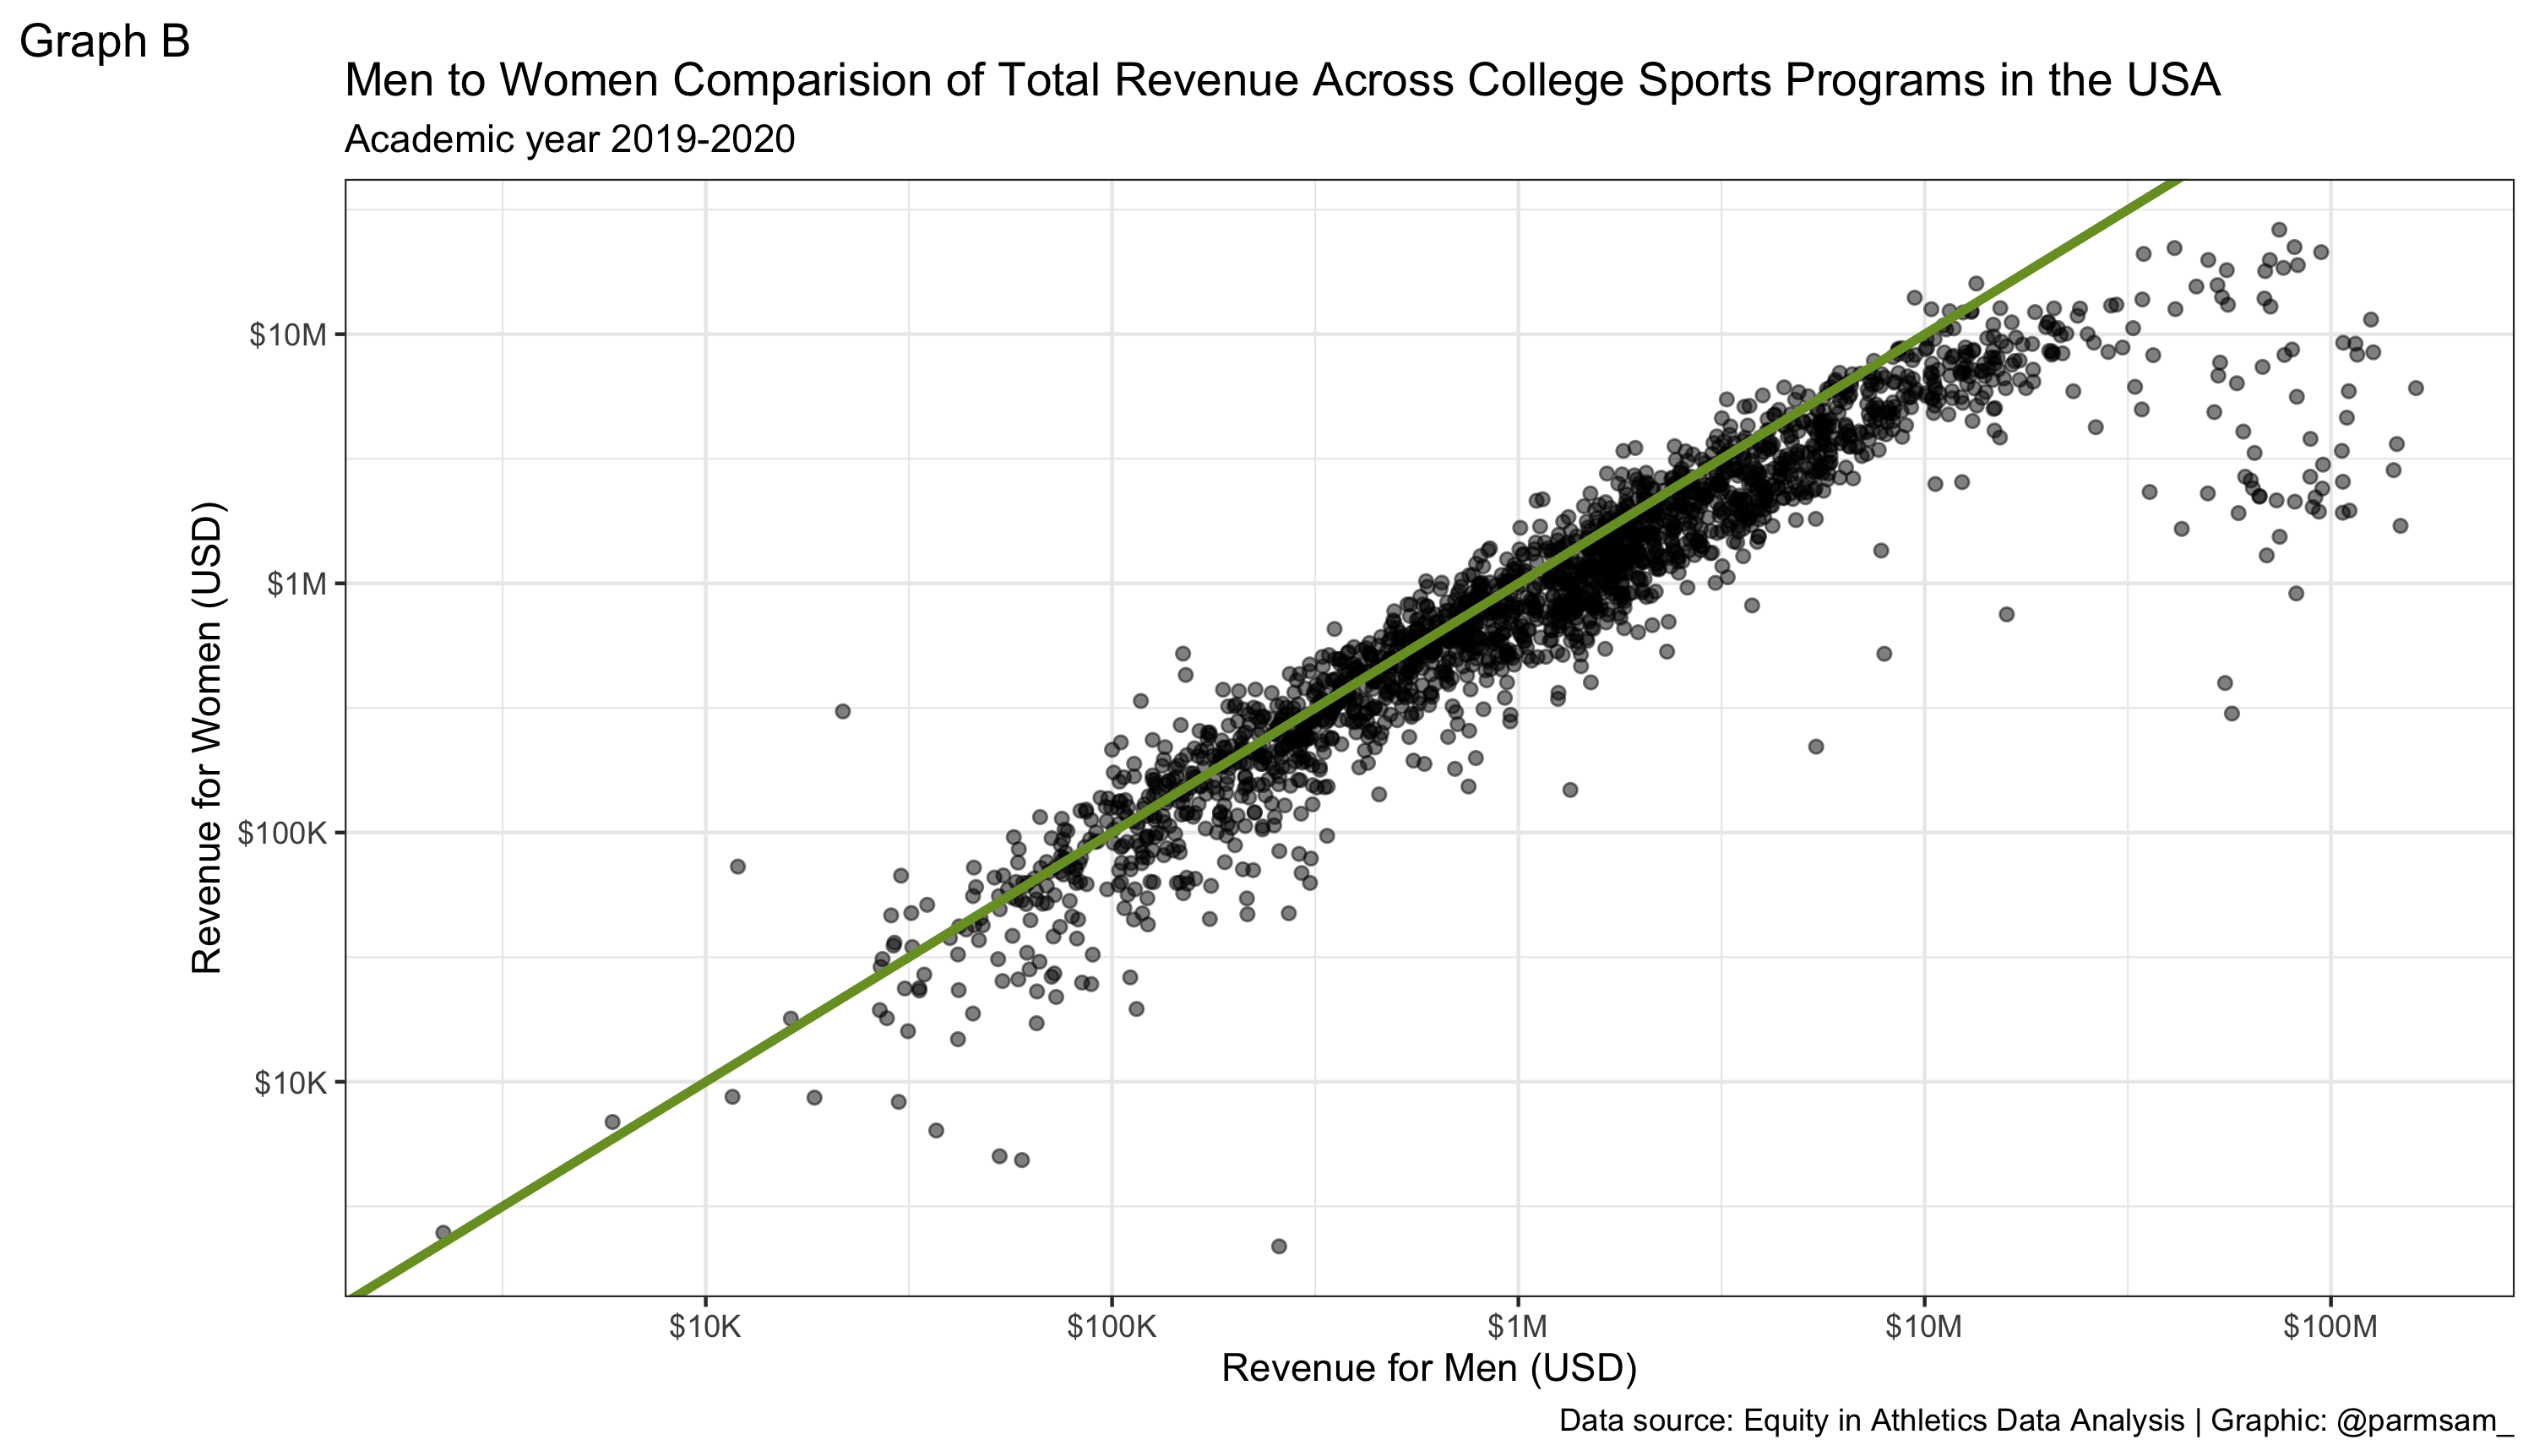 Graph B
Men to Women Comparision of Total Revenue Across College Sports Programs in the USA
Academic year 2019-2020
Revenue for Women (USD)
$10M
$1M
$100K
$10K
$10K
$100K
$1M
$10M
$100M
Revenue for Men (USD)
Data source: Equity in Athletics Data Analysis | Graphic: @parmsam_